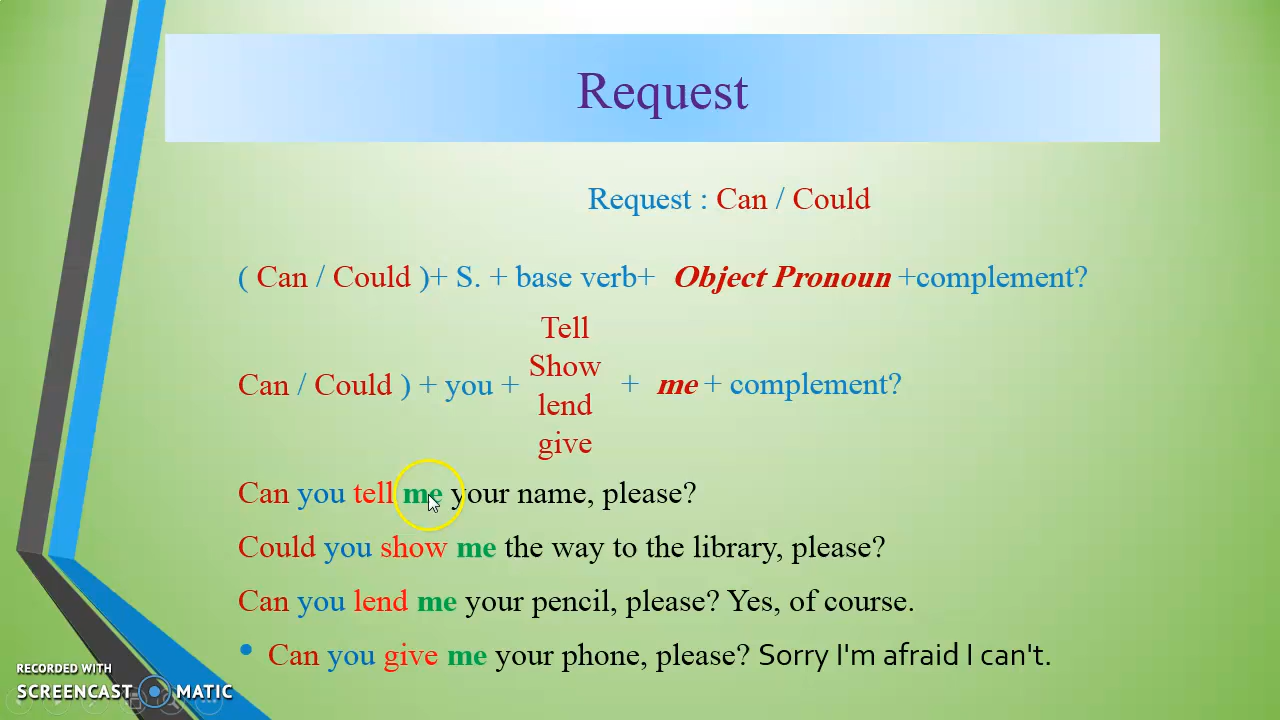 Request
Request : Can / Could
( Can / Could )+ S. + base verb+ Object Pronoun +complement?
Tell
Show
lend
give
Can / Could ) + you + + me + complement?
Can you tell me your name, please?
Could you show me the way to the library, please?
Can you lend me your pencil, please? Yes, of course.
• Can you give me your phone, please? Sorry I'm afraid I can't.
RECORDED WITH
SCREENCAST MATIC